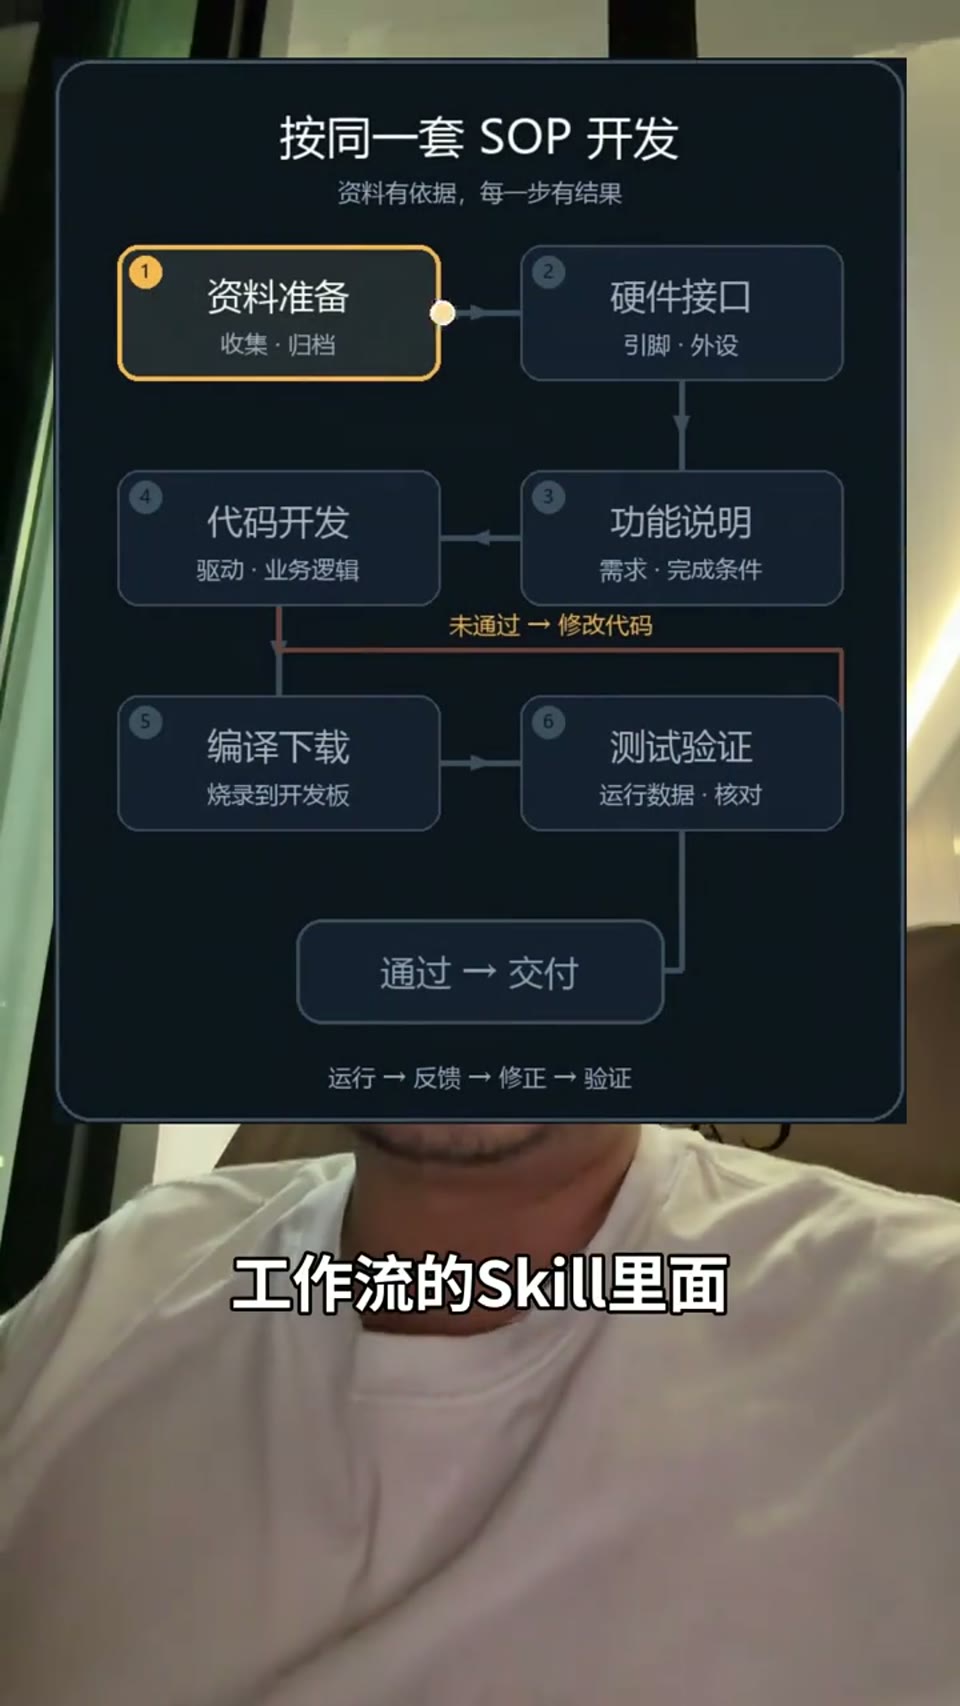 按同一套 SOP 开发
资料有依据，每一步有结果
1
资料准备
收集 · 归档
2
硬件接口
引脚 · 外设
3
功能说明
需求 · 完成条件
4
代码开发
驱动 · 业务逻辑
未通过 → 修改代码
5
编译下载
烧录到开发板
6
测试验证
运行数据 · 核对
通过 → 交付
运行 → 反馈 → 修正 → 验证
工作流的Skill里面